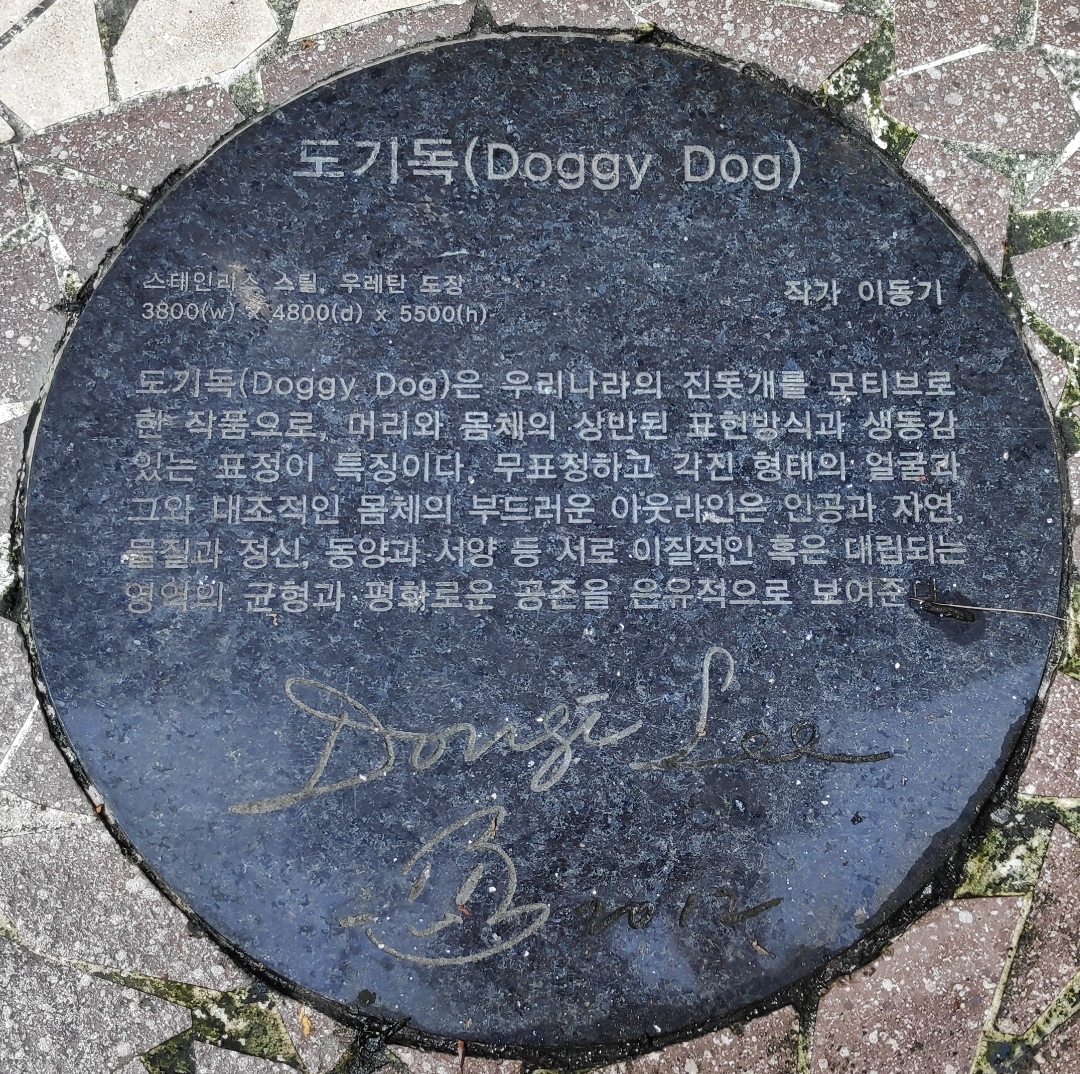 도기독(Doggy Dog)
스테인리스 스틸, 우레탄 도장
3800(w) x 4800(d) x 5500(h)
작가 이동기
도기독(Doggy Dog)은 우리나라의 진돗개를 모티브로
한 작품으로, 머리와 몸체의 상반된 표현방식과 생동감
있는 표정이 특징이다. 무표정하고 각진 형태의 얼굴과
그와 대조적인 몸체의 부드러운 아웃라인은 인공과 자연,
물질과 정신, 동양과 서양 등 서로 이질적인 혹은 대립되는
영역의 균형과 평화로운 공존을 은유적으로 보여준
Dongi Lee
2012